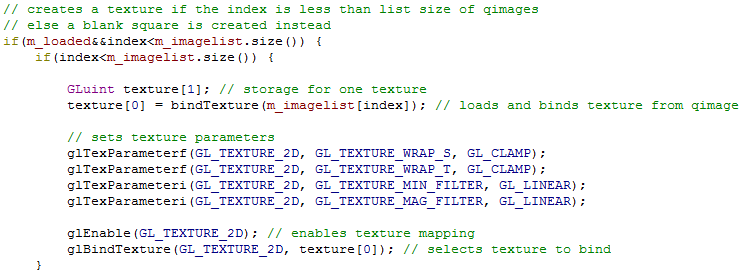 // creates a texture if the index is less than list size of qimages
// else a blank square is created instead
if(m_loaded&&index<m_imagelist.size()) {
    if(index<m_imagelist.size()) {

        GLuint texture[1]; // storage for one texture
        texture[0] = bindTexture(m_imagelist[index]); // loads and binds texture from qimage

        // sets texture parameters
        glTexParameterf(GL_TEXTURE_2D, GL_TEXTURE_WRAP_S, GL_CLAMP);
        glTexParameterf(GL_TEXTURE_2D, GL_TEXTURE_WRAP_T, GL_CLAMP);
        glTexParameteri(GL_TEXTURE_2D, GL_TEXTURE_MIN_FILTER, GL_LINEAR);
        glTexParameteri(GL_TEXTURE_2D, GL_TEXTURE_MAG_FILTER, GL_LINEAR);

        glEnable(GL_TEXTURE_2D); // enables texture mapping
        glBindTexture(GL_TEXTURE_2D, texture[0]); // selects texture to bind
    }